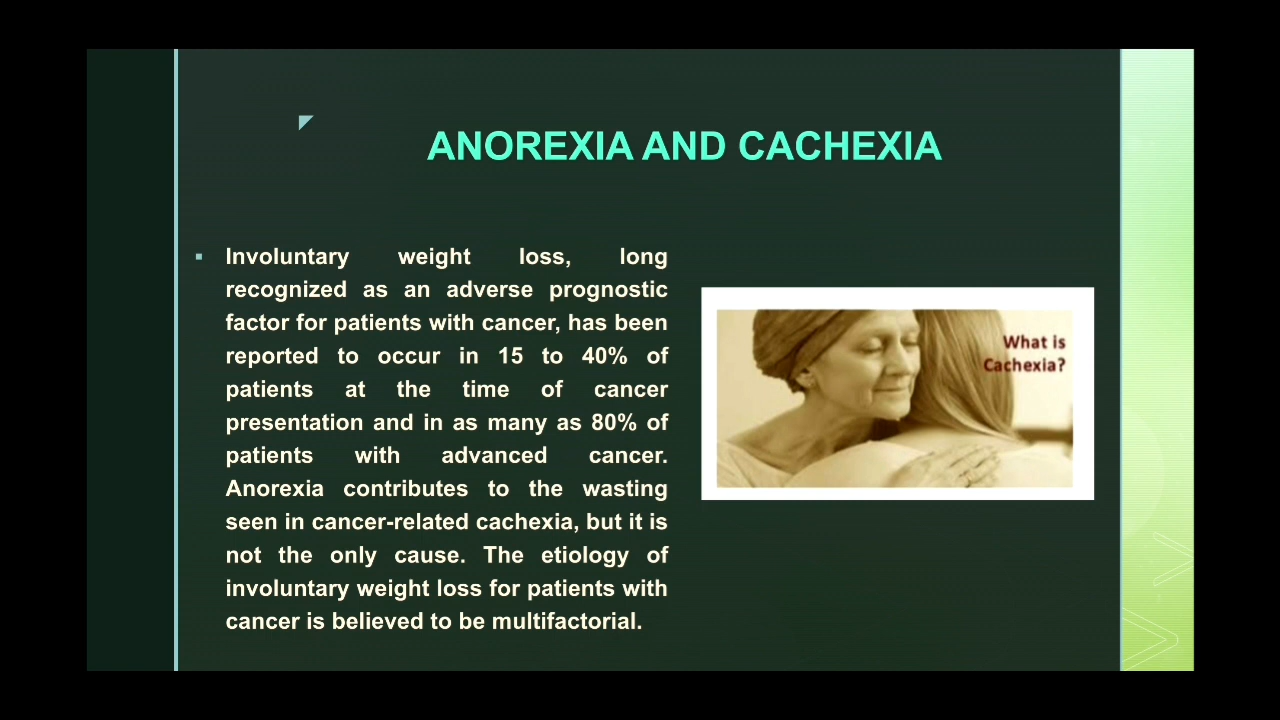 ANOREXIA AND CACHEXIA
Involuntary weight loss, long
recognized as an adverse prognostic
factor for patients with cancer, has been
reported to occur in 15 to 40% of
patients at the time of cancer
presentation and in as many as 80% of
patients with advanced cancer.
Anorexia contributes to the wasting
seen in cancer-related cachexia, but it is
not the only cause. The etiology of
involuntary weight loss for patients with
cancer is believed to be multifactorial.
What is
Cachexia?